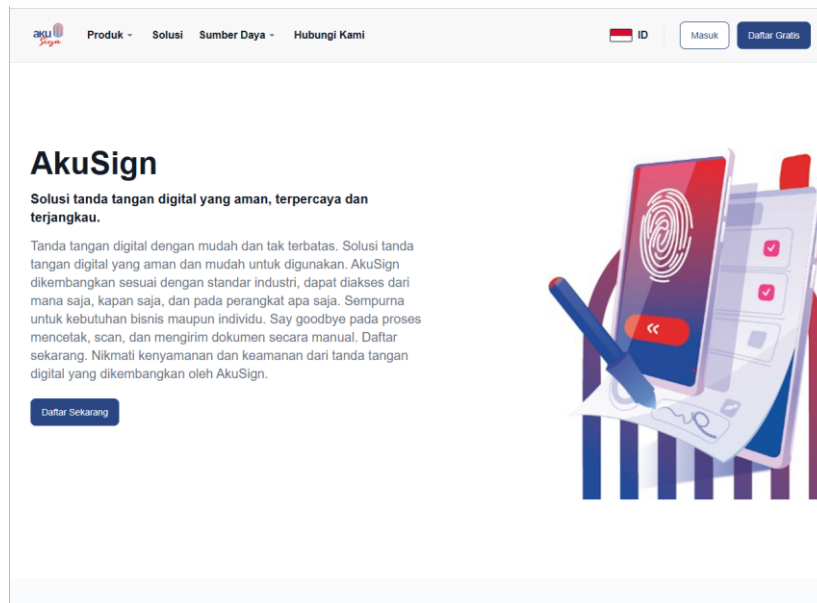 aku
Sign
Produk
Solusi
Sumber Daya
Hubungi Kami
ID
Masuk
Daftar Gratis
AkuSign
Solusi tanda tangan digital yang aman, terpercaya dan
terjangkau.
Tanda tangan digital dengan mudah dan tak terbatas. Solusi tanda
tangan digital yang aman dan mudah untuk digunakan. AkuSign
dikembangkan sesuai dengan standar industri, dapat diakses dari
mana saja, kapan saja, dan pada perangkat apa saja. Sempurna
untuk kebutuhan bisnis maupun individu. Say goodbye pada proses
mencetak, scan, dan mengirim dokumen secara manual. Daftar
sekarang. Nikmati kenyamanan dan keamanan dari tanda tangan
digital yang dikembangkan oleh AkuSign.
Daftar Sekarang